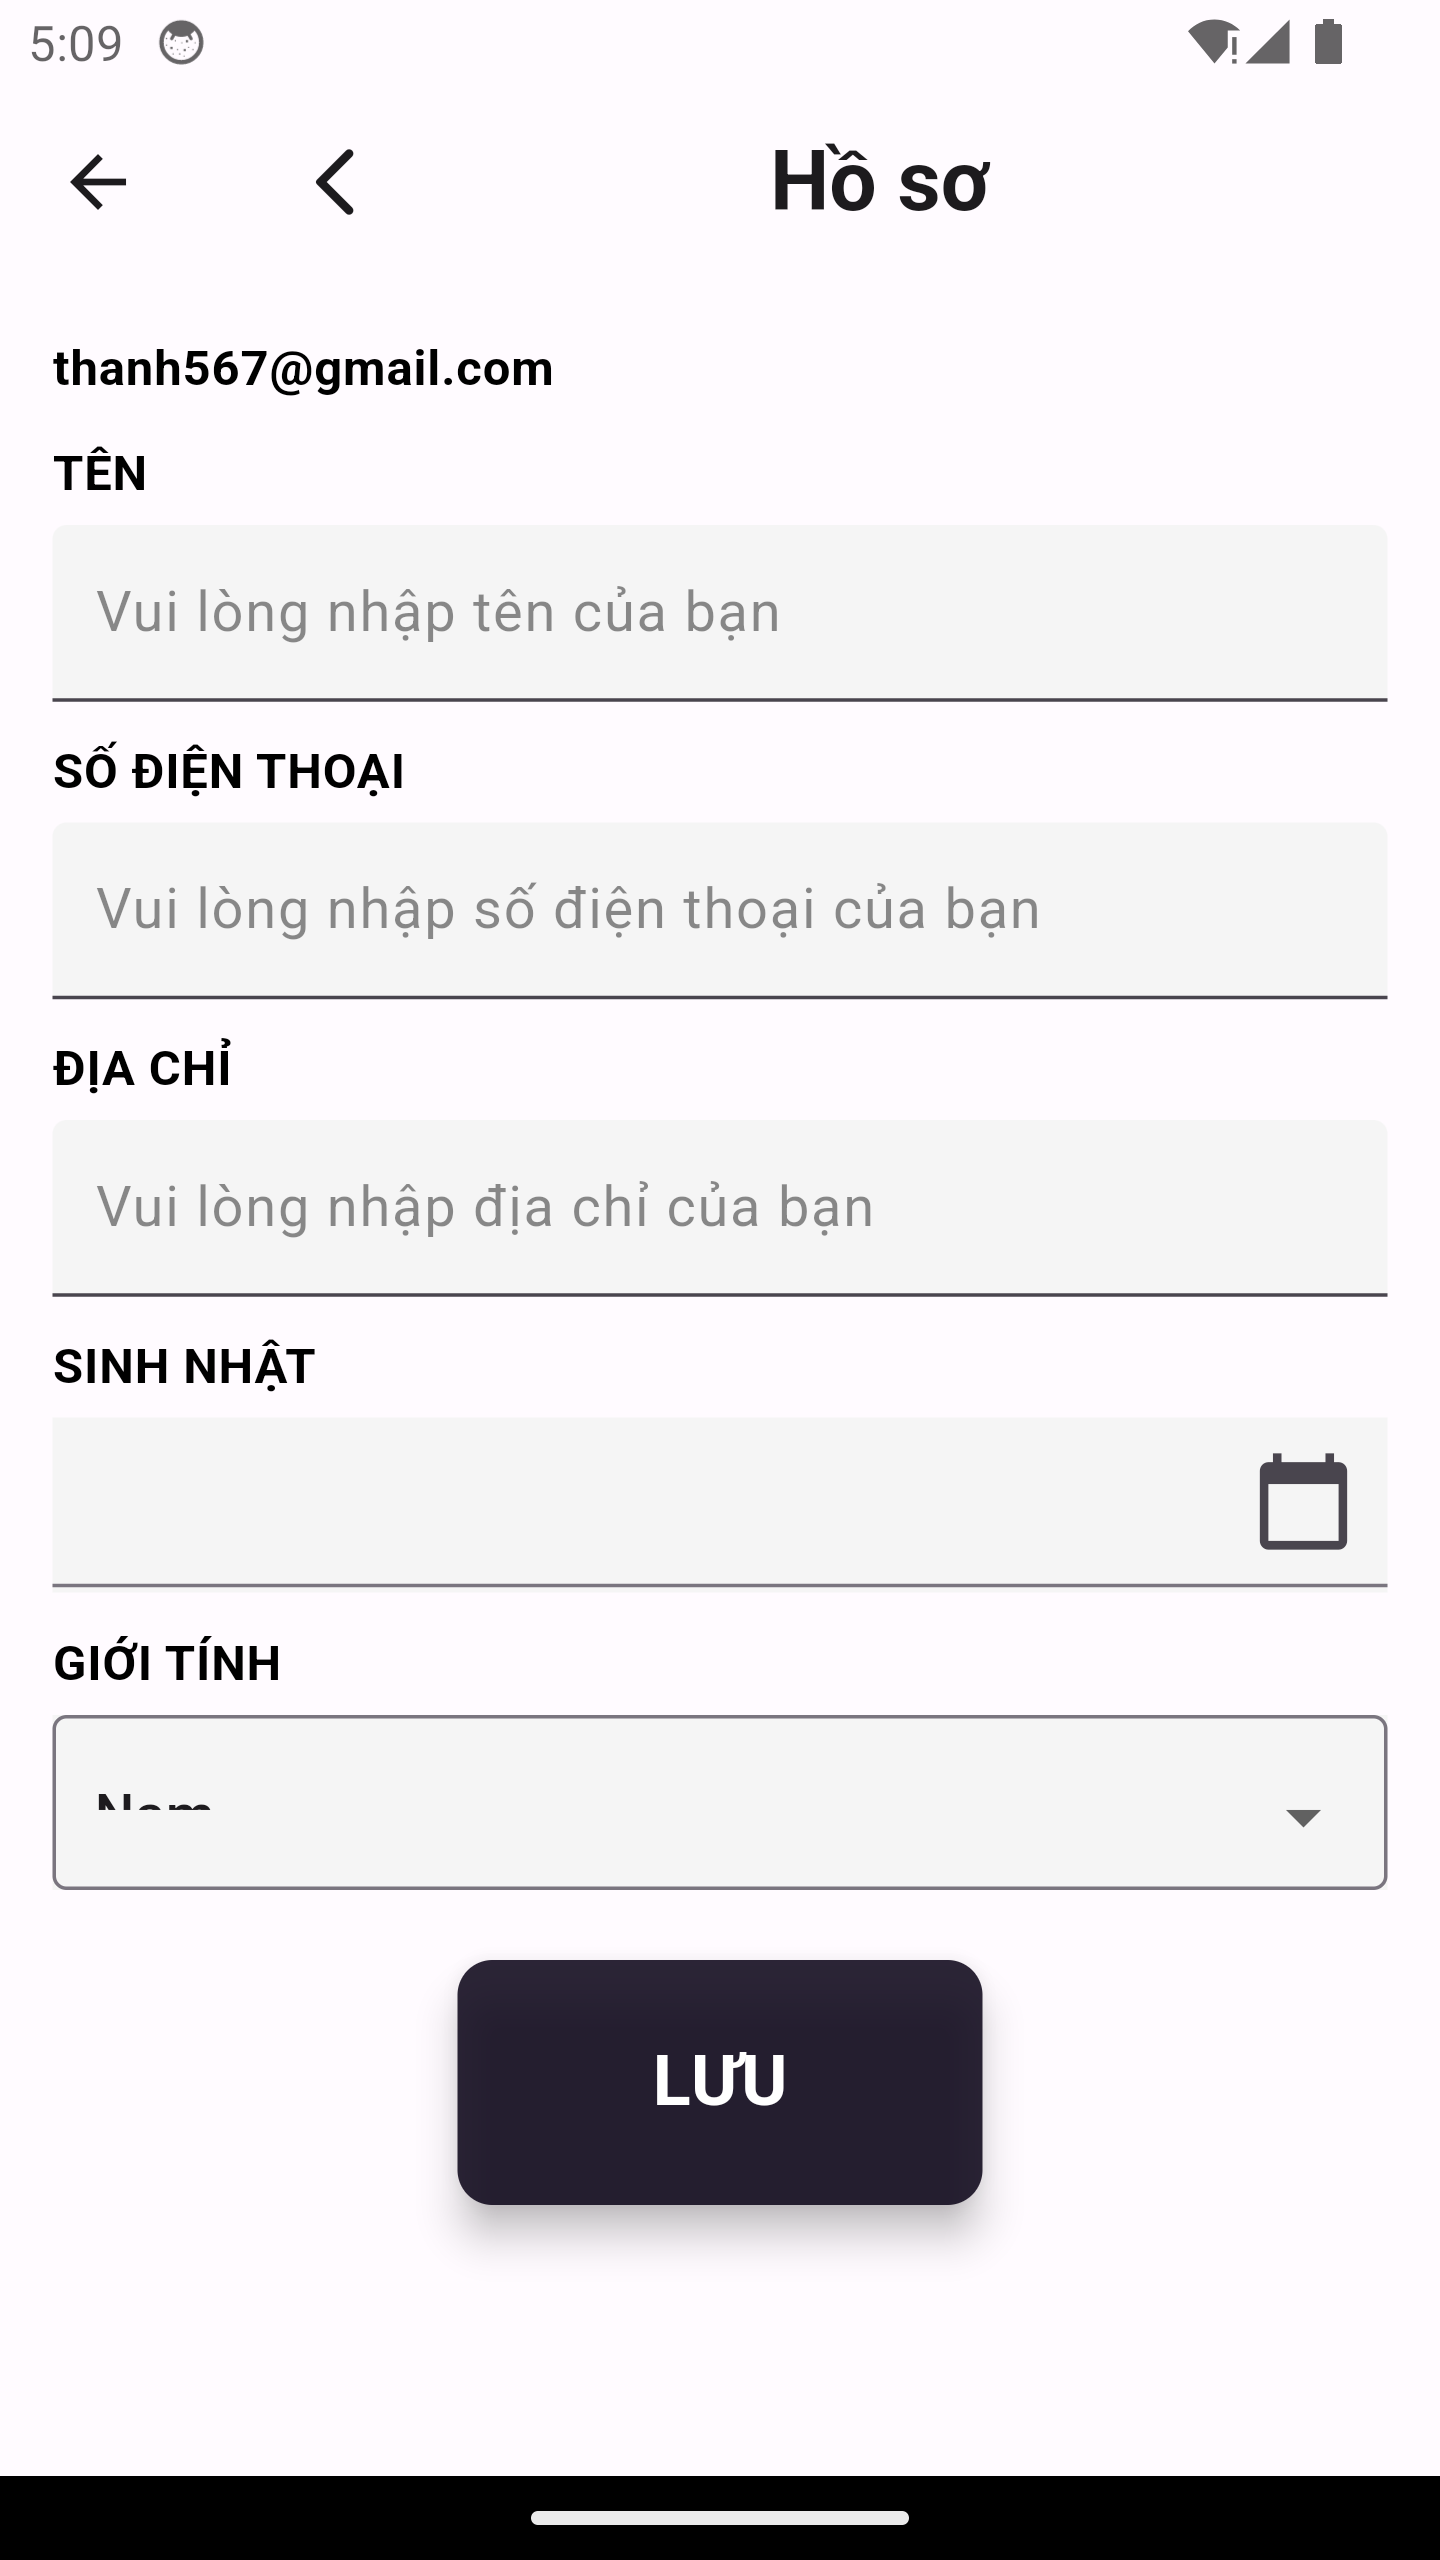 5:09
Hồ sơ
thanh567@gmail.com
TÊN
Vui lòng nhập tên của bạn
SỐ ĐIỆN THOẠI
Vui lòng nhập số điện thoại của bạn
ĐỊA CHỈ
Vui lòng nhập địa chỉ của bạn
SINH NHẬT
GIỚI TÍNH
Nam
LƯU